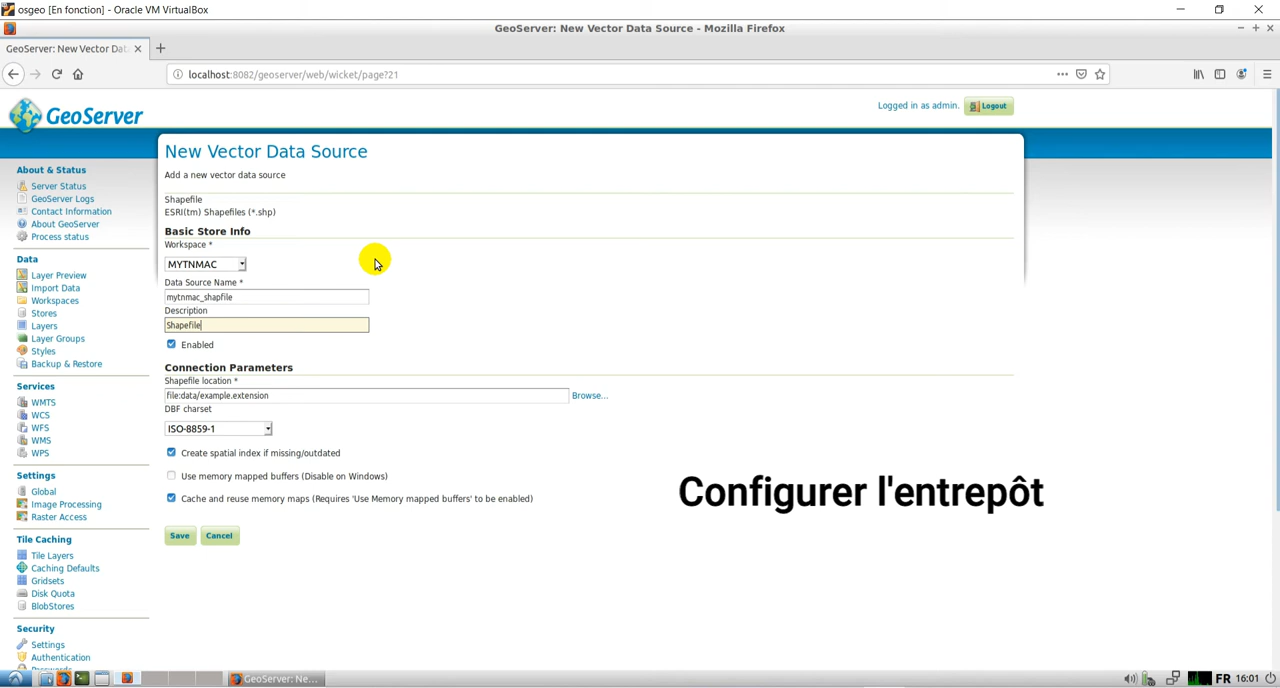 osgeo [En fonction] - Oracle VM VirtualBox
GeoServer: New Vector Data Source - Mozilla Firefox
GeoServer: New Vector Dat
localhost:8082/geoserver/web/wicket/page?21
GeoServer
Logged in as admin.
Logout
About & Status
Server Status
GeoServer Logs
Contact Information
About GeoServer
Process status
Data
Layer Preview
Import Data
Workspaces
Stores
Layers
Layer Groups
Styles
Backup & Restore
Services
WMTS
WCS
WFS
WMS
WPS
Settings
Global
Image Processing
Raster Access
Tile Caching
Tile Layers
Caching Defaults
Gridsets
Disk Quota
BlobStores
Security
Settings
Authentication
Passwords
New Vector Data Source
Add a new vector data source
Shapefile
ESRI(tm) Shapefiles (*.shp)
Basic Store Info
Workspace *
MYTNMAC
Data Source Name *
mytnmac_shapfile
Description
Shapefile
Enabled
Connection Parameters
Shapefile location *
file:data/example.extension
Browse...
DBF charset
ISO-8859-1
Create spatial index if missing/outdated
Use memory mapped buffers (Disable on Windows)
Cache and reuse memory maps (Requires 'Use Memory mapped buffers' to be enabled)
Save
Cancel
Configurer l'entrepôt
GeoServer: Ne...
FR 16:01